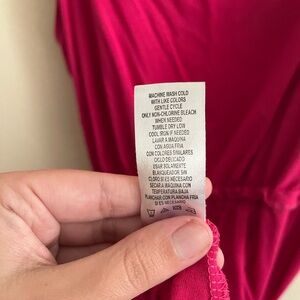 MACHINE WASH COLD
WITH LIKE COLORS
GENTLE CYCLE
ONLY NON-CHLORINE BLEACH
WHEN NEEDED
TUMBLE DRY LOW
COOL IRON IF NEEDED
LAVAR A MAQUINA
CON AGUA FRIA
CON COLORES SIMILARES
CICLO DELICADO
USAR SOLAMENTE
BLANQUEADOR SIN
CLORO SI ES NECESARIO
SECAR A MAQUINA CON
TEMPERATURA BAJA
PLANCHAR CON PLANCHA FRIA
SI ES NECESARIO